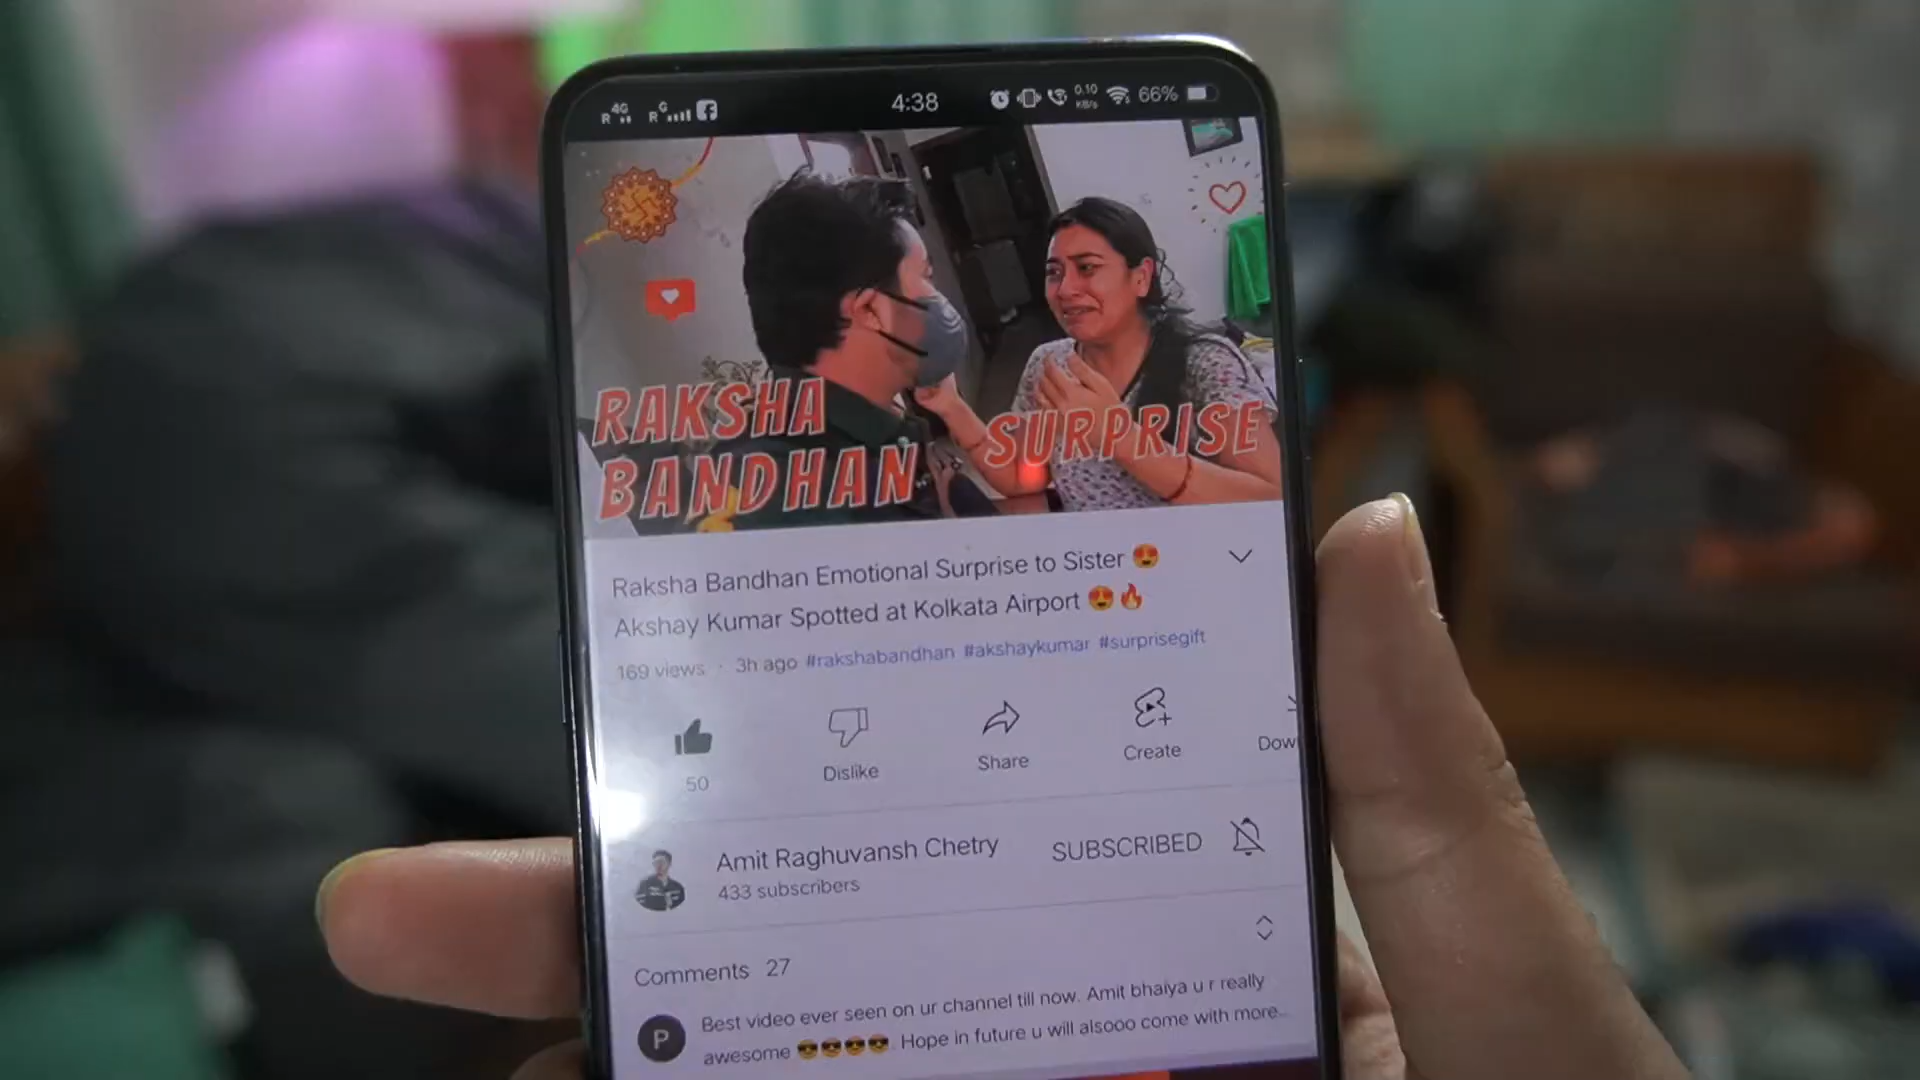 4G
R
G
R
4:38
0.10
KB/s
66%
RAKSHA
BANDHAN
SURPRISE
Raksha Bandhan Emotional Surprise to Sister 😍
Akshay Kumar Spotted at Kolkata Airport 😍🔥
169 views · 3h ago #rakshabandhan #akshaykumar #surprisegift
50
Dislike
Share
Create
Dow
Amit Raghuvansh Chetry
SUBSCRIBED
433 subscribers
Comments 27
P
Best video ever seen on ur channel till now. Amit bhaiya u r really
awesome 😎😎😎😎. Hope in future u will alsooo come with more...